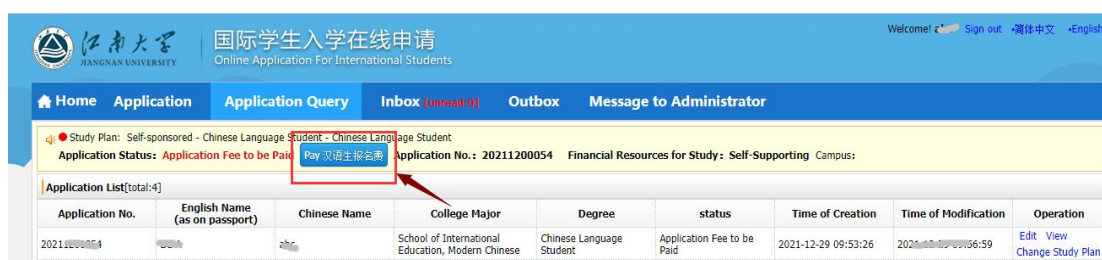 Welcome! Sign out •简体中文 •English
江南大学
JIANGNAN UNIVERSITY
国际学生入学在线申请
Online Application For International Students
Home Application Application Query Inbox [unread:0] Outbox Message to Administrator
Study Plan: Self-sponsored - Chinese Language Student - Chinese Language Student
Application Status: Application Fee to be Paid Pay 汉语生报名费 Application No.: 20211200054 Financial Resources for Study: Self-Supporting Campus:
Application List[total:4]
Application No. English Name (as on passport) Chinese Name College Major Degree status Time of Creation Time of Modification Operation
School of International Education, Modern Chinese
Chinese Language Student
Application Fee to be Paid
2021-12-29 09:53:26
Edit View
Change Study Plan